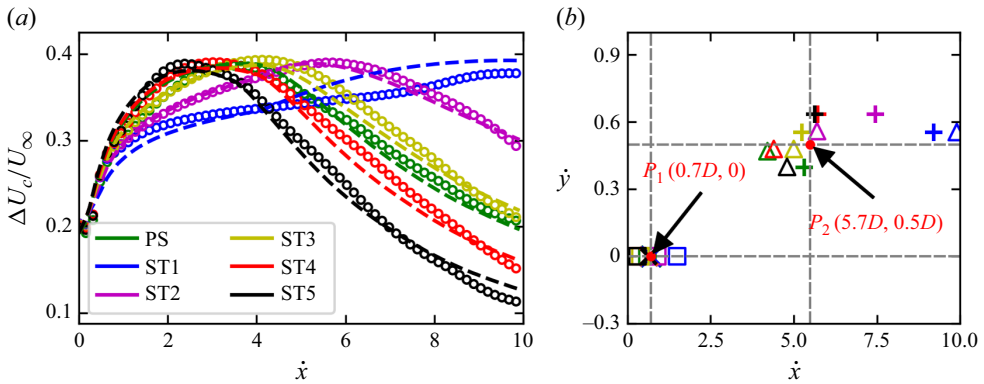 (a)
0.4
0.3
0.2
0.1
ΔU_c/U_∞
PS
ST1
ST2
ST3
ST4
ST5
0 2 4 6 8 10
ẋ
(b)
0.9
0.6
0.3
0
−0.3
ẏ
P₁ (0.7D, 0)
P₂ (5.7D, 0.5D)
0 2.5 5.0 7.5 10.0
ẋ